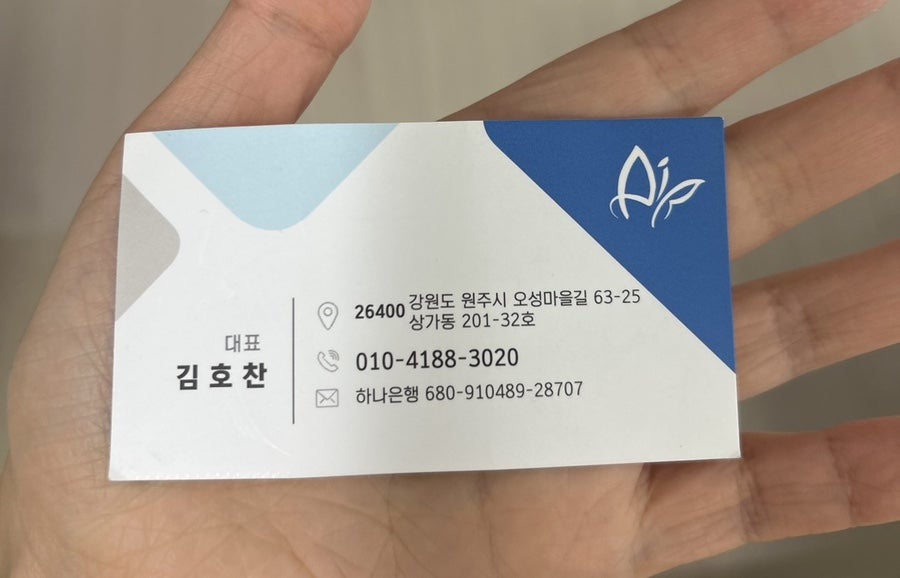 Air
대표
김호찬
26400 강원도 원주시 오성마을길 63-25
상가동 201-32호
010-4188-3020
하나은행 680-910489-28707